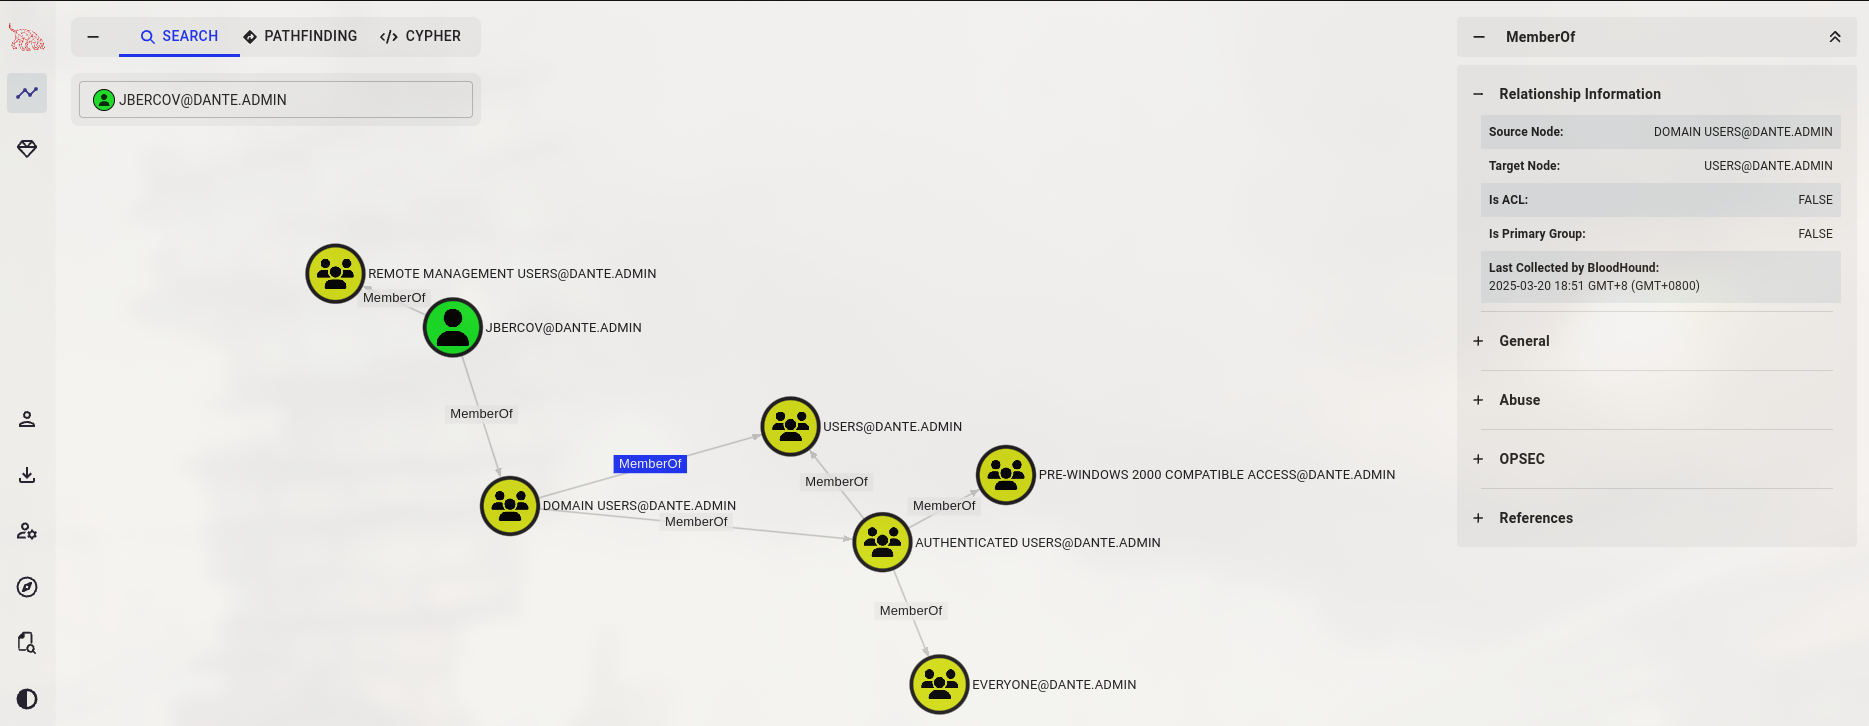 SEARCH
PATHFINDING
CYPHER
JBERCOV@DANTE.ADMIN
REMOTE MANAGEMENT USERS@DANTE.ADMIN
MemberOf
JBERCOV@DANTE.ADMIN
MemberOf
USERS@DANTE.ADMIN
MemberOf
PRE-WINDOWS 2000 COMPATIBLE ACCESS@DANTE.ADMIN
MemberOf
MemberOf
DOMAIN USERS@DANTE.ADMIN
MemberOf
AUTHENTICATED USERS@DANTE.ADMIN
MemberOf
EVERYONE@DANTE.ADMIN
MemberOf
Relationship Information
Source Node: DOMAIN USERS@DANTE.ADMIN
Target Node: USERS@DANTE.ADMIN
Is ACL: FALSE
Is Primary Group: FALSE
Last Collected by BloodHound:
2025-03-20 18:51 GMT+8 (GMT+0800)
General
Abuse
OPSEC
References